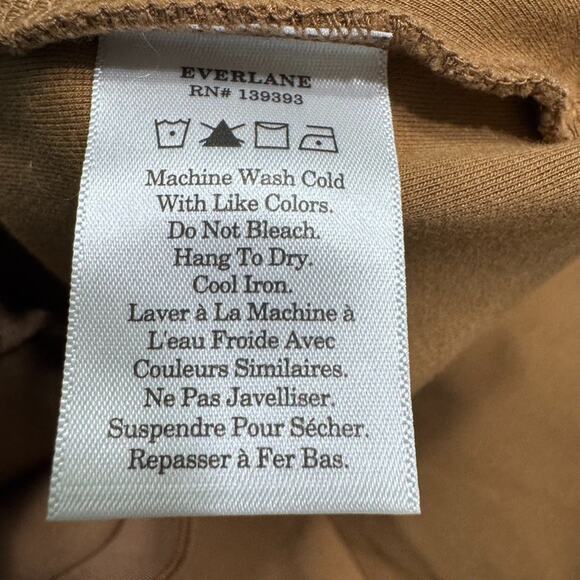 EVERLANE
RN# 139393
Machine Wash Cold
With Like Colors.
Do Not Bleach.
Hang To Dry.
Cool Iron.
Laver à La Machine à
L'eau Froide Avec
Couleurs Similaires.
Ne Pas Javelliser.
Suspendre Pour Sécher.
Repasser à Fer Bas.